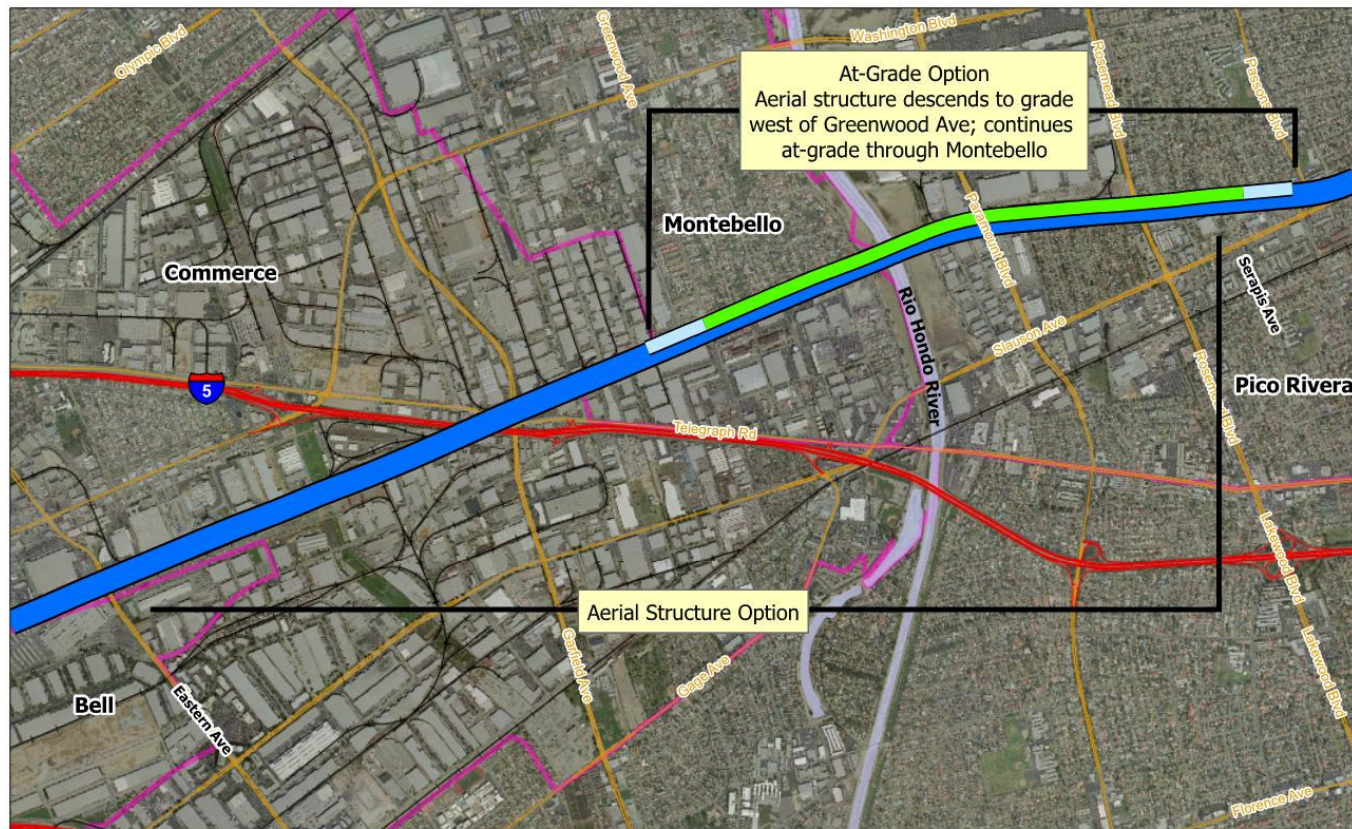 Olympic Blvd
Greenwood Ave
Washington Blvd
Rosemead Blvd
Passons Blvd
At-Grade Option
Aerial structure descends to grade
west of Greenwood Ave; continues
at-grade through Montebello
Montebello
Commerce
Paramount Blvd
Serapis Ave
Rio Hondo River
Slauson Ave
Rosemead Blvd
Pico Rivera
5
Telegraph Rd
Lakewood Blvd
Aerial Structure Option
Garfield Ave
Gage Ave
Lakewood Blvd
Bell
Eastern Ave
Florence Ave